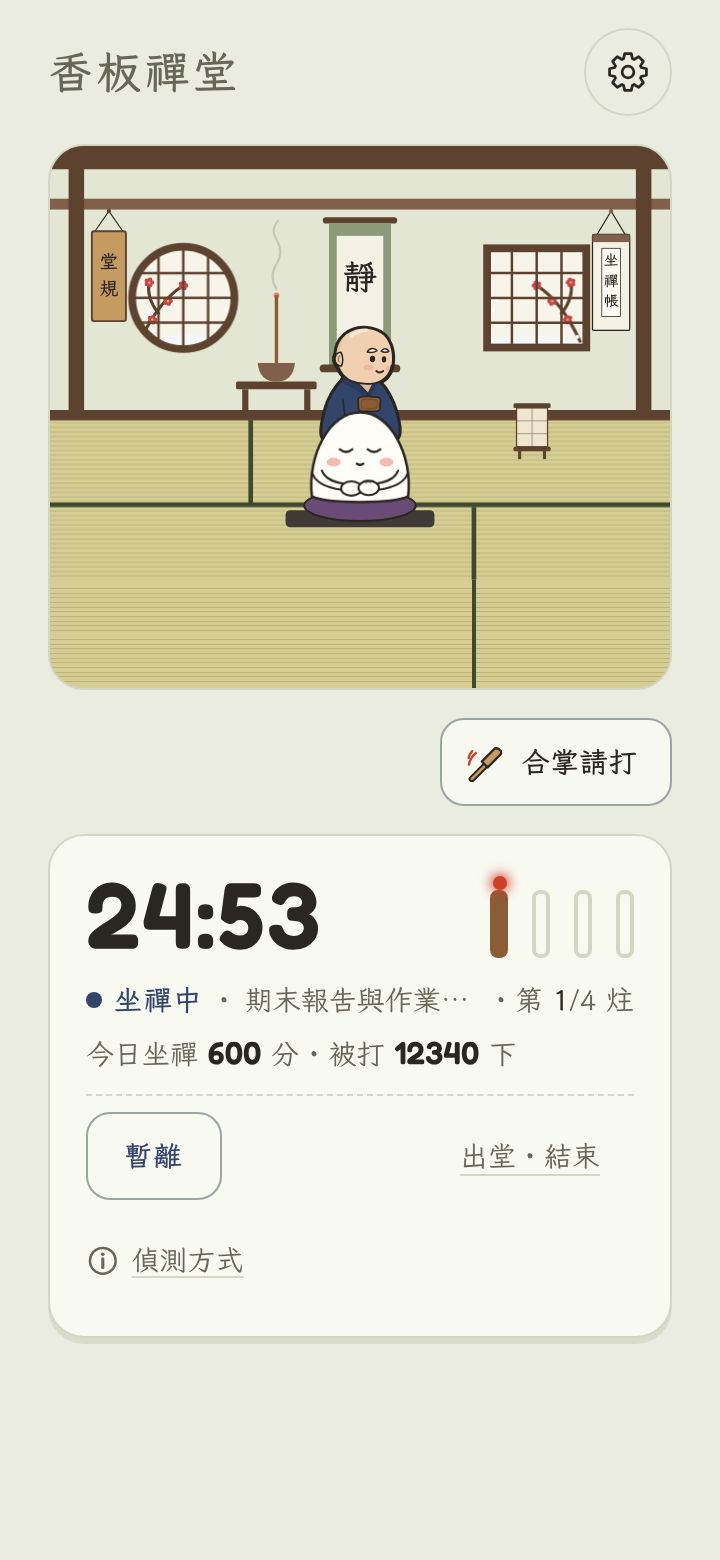 香板禪堂
堂規
靜
坐禪帳
合掌請打
24:53
坐禪中 · 期末報告與作業… · 第 1/4 炷
今日坐禪 600 分 · 被打 12340 下
暫離
出堂 · 結束
偵測方式